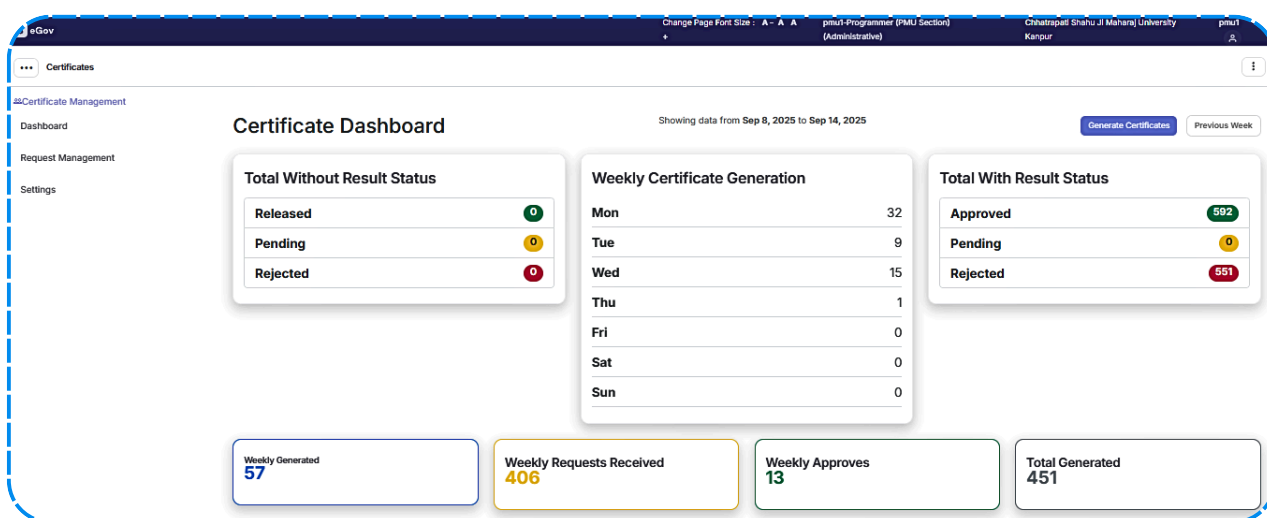 eGov
Change Page Font Size : A - A A
+
pmu1-Programmer (PMU Section)
(Administrative)
Chhatrapati Shahu Ji Maharaj University
Kanpur
pmu1
Certificates
Certificate Management
Dashboard
Request Management
Settings
Certificate Dashboard
Showing data from Sep 8, 2025 to Sep 14, 2025
Generate Certificates
Previous Week
Total Without Result Status
Released 0
Pending 0
Rejected 0
Weekly Certificate Generation
Mon 32
Tue 9
Wed 15
Thu 1
Fri 0
Sat 0
Sun 0
Total With Result Status
Approved 592
Pending 0
Rejected 551
Weekly Generated
57
Weekly Requests Received
406
Weekly Approves
13
Total Generated
451